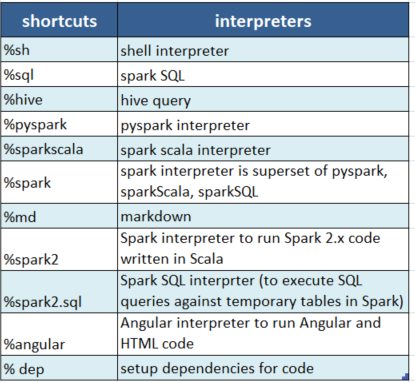 shortcuts interpreters
%sh shell interpreter
%sql spark SQL
%hive hive query
%pyspark pyspark interpreter
%sparkscala spark scala interpreter
%spark spark interpreter is superset of pyspark,
sparkScala, sparkSQL
%md markdown
%spark2 Spark interpreter to run Spark 2.x code
written in Scala
%spark2.sql Spark SQL interprter (to execute SQL
queries against temporary tables in Spark)
%angular Angular interpreter to run Angular and
HTML code
% dep setup dependencies for code